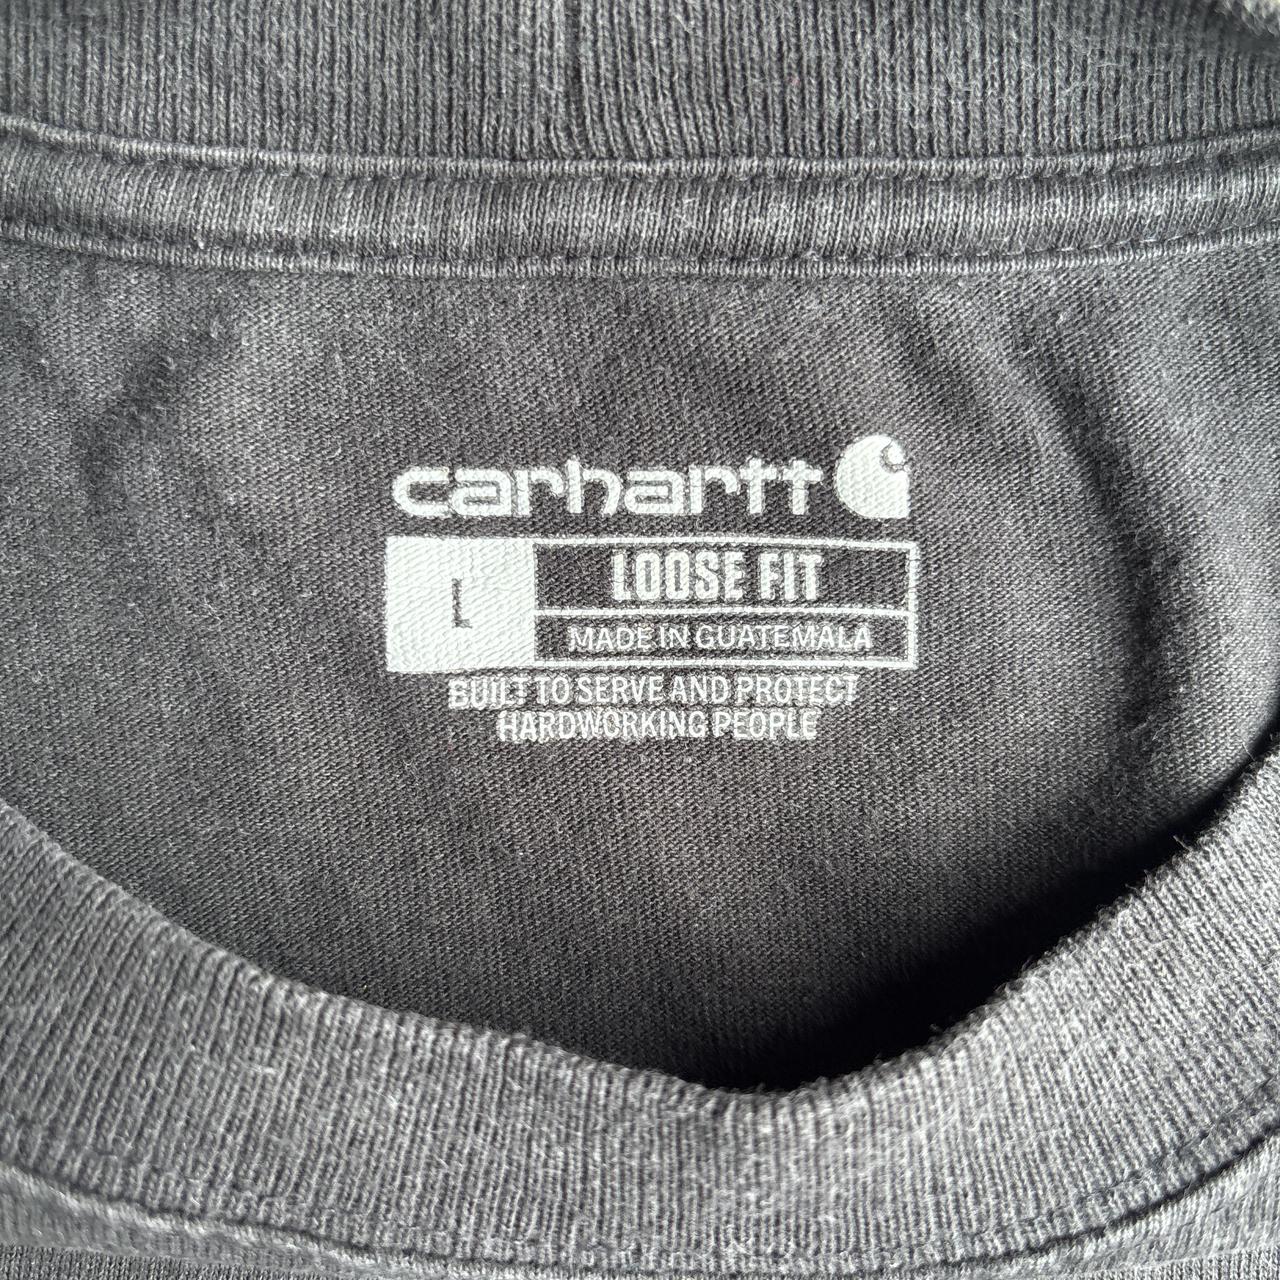 carhartt
L
LOOSE FIT
MADE IN GUATEMALA
BUILT TO SERVE AND PROTECT
HARDWORKING PEOPLE